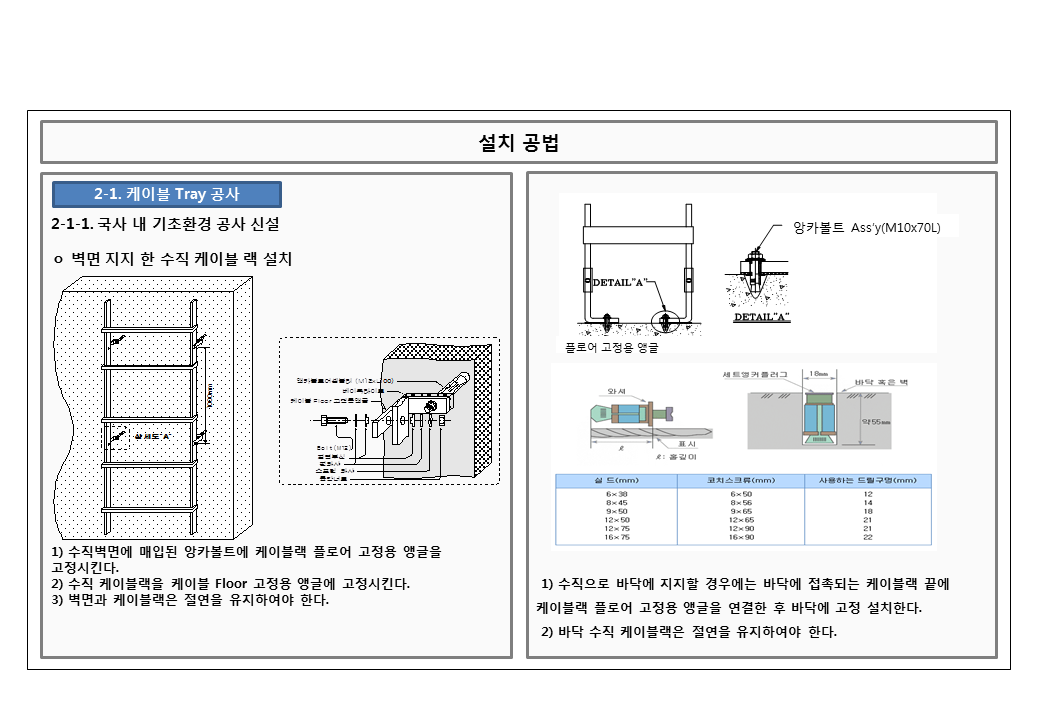 설치 공법
2-1. 케이블 Tray 공사
2-1-1. 국사 내 기초환경 공사 신설
ㅇ 벽면 지지 한 수직 케이블 랙 설치
상세도"A"
Bolt(M12)
1) 수직벽면에 매입된 앙카볼트에 케이블랙 플로어 고정용 앵글을
고정시킨다.
2) 수직 케이블랙을 케이블 Floor 고정용 앵글에 고정시킨다.
3) 벽면과 케이블랙은 절연을 유지하여야 한다.
앙카볼트 Ass'y(M10x70L)
DETAIL"A"
DETAIL"A"
플로어 고정용 앵글
세트앵커플러그
18mm
바닥 혹은 벽
와셔
약55mm
표시
ℓ
ℓ : 홀깊이
실 드(mm) 코치스크류(mm) 사용하는 드릴구멍(mm)
6×38 6×50 12
8×45 8×56 14
9×50 9×65 18
12×50 12×65 21
12×75 12×90 21
16×75 16×90 22
1) 수직으로 바닥에 지지할 경우에는 바닥에 접촉되는 케이블랙 끝에
케이블랙 플로어 고정용 앵글을 연결한 후 바닥에 고정 설치한다.
2) 바닥 수직 케이블랙은 절연을 유지하여야 한다.